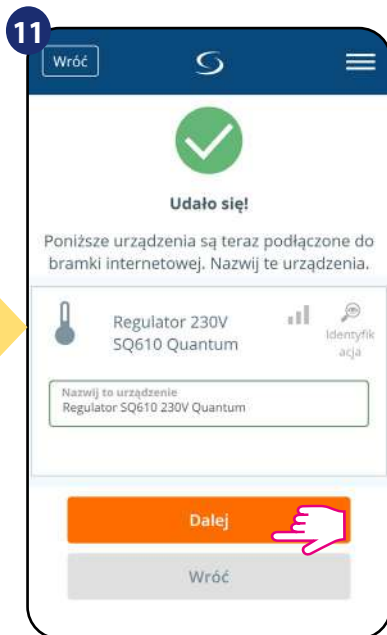 11
Wróć
Udało się!
Poniższe urządzenia są teraz podłączone do
bramki internetowej. Nazwij te urządzenia.
Regulator 230V
SQ610 Quantum
Identyfik
acja
Nazwij to urządzenie
Regulator SQ610 230V Quantum
Dalej
Wróć